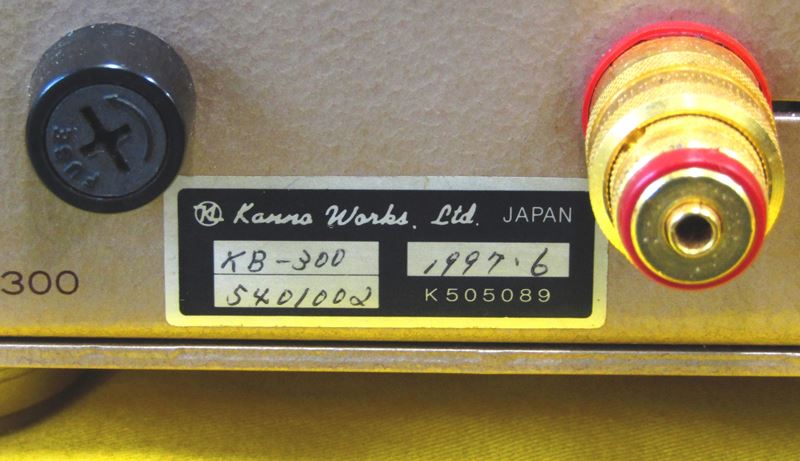 FUSE
Kanno Works, Ltd. JAPAN
KB-300 1997.6
300
5401002 K505089